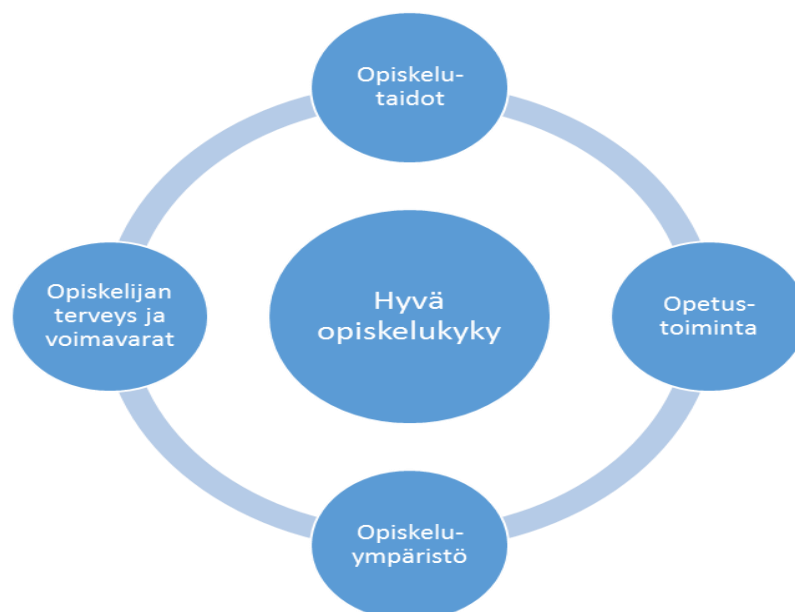 Opiskelu-
taidot
Opiskelijan
terveys ja
voimavarat
Hyvä
opiskelukyky
Opetus-
toiminta
Opiskelu-
ympäristö